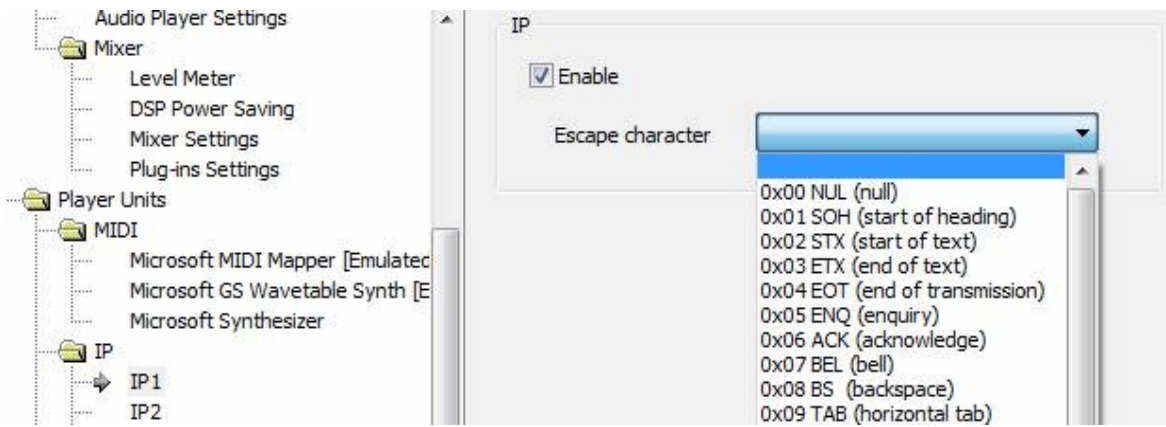 Audio Player Settings
Mixer
Level Meter
DSP Power Saving
Mixer Settings
Plug-ins Settings
Player Units
MIDI
Microsoft MIDI Mapper [Emulated
Microsoft GS Wavetable Synth [E
Microsoft Synthesizer
IP
IP1
IP2
IP
Enable
Escape character
0x00 NUL (null)
0x01 SOH (start of heading)
0x02 STX (start of text)
0x03 ETX (end of text)
0x04 EOT (end of transmission)
0x05 ENQ (enquiry)
0x06 ACK (acknowledge)
0x07 BEL (bell)
0x08 BS (backspace)
0x09 TAB (horizontal tab)